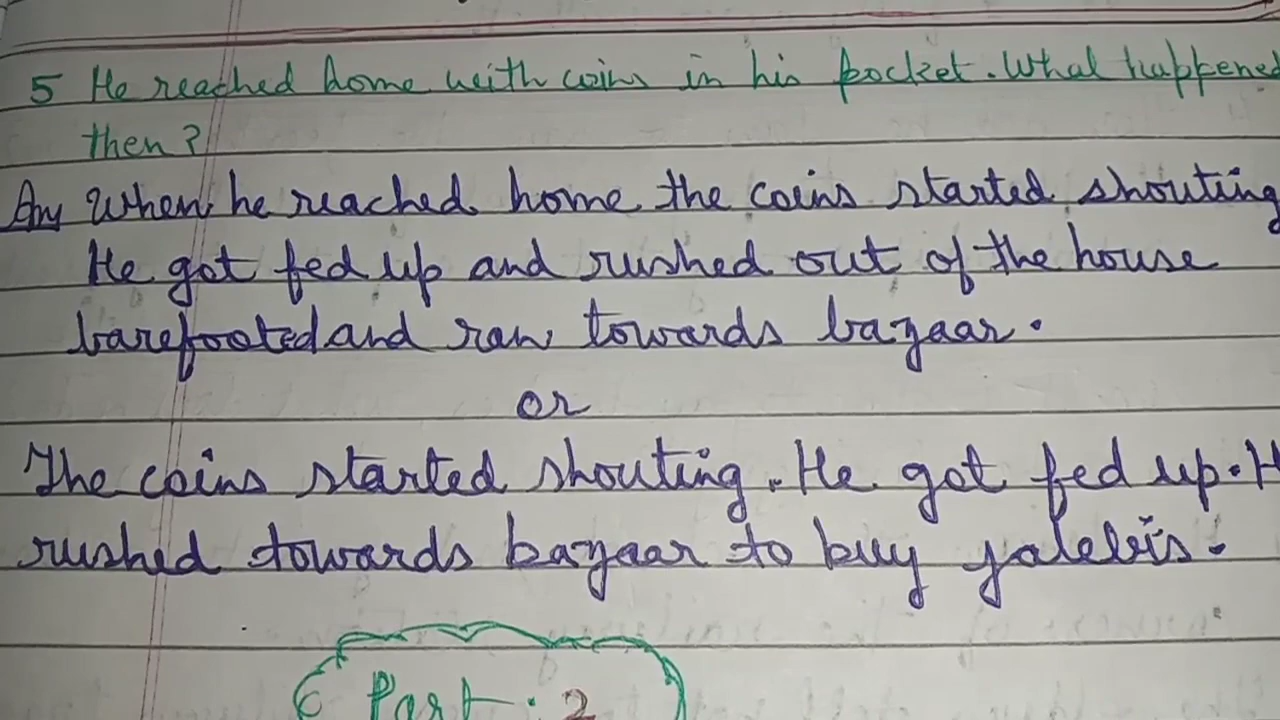 5 He reached home with coins in his pocket. What happened
then?
Ans When he reached home the coins started shouting
He got fed up and rushed out of the house
barefooted and ran towards bazaar.
or
The coins started shouting. He got fed up. H
rushed towards bazaar to buy jalebis.
Part. 2